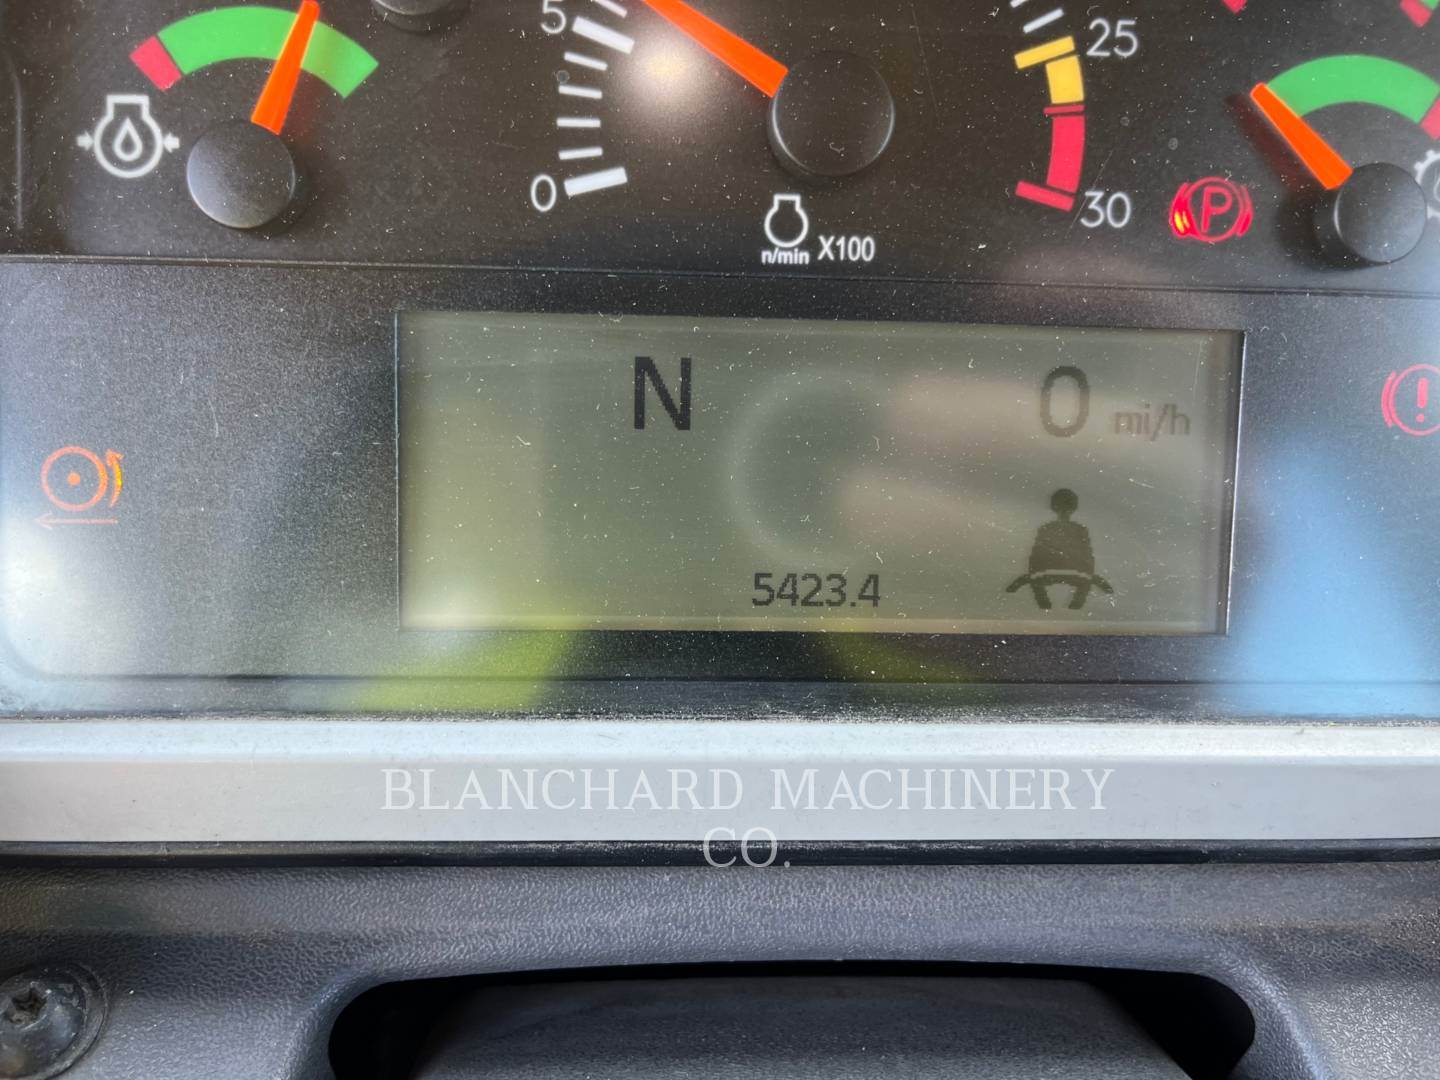 5
25
0
30
n/min X100
P
N
0 mi/h
5423.4
BLANCHARD MACHINERY
CO.